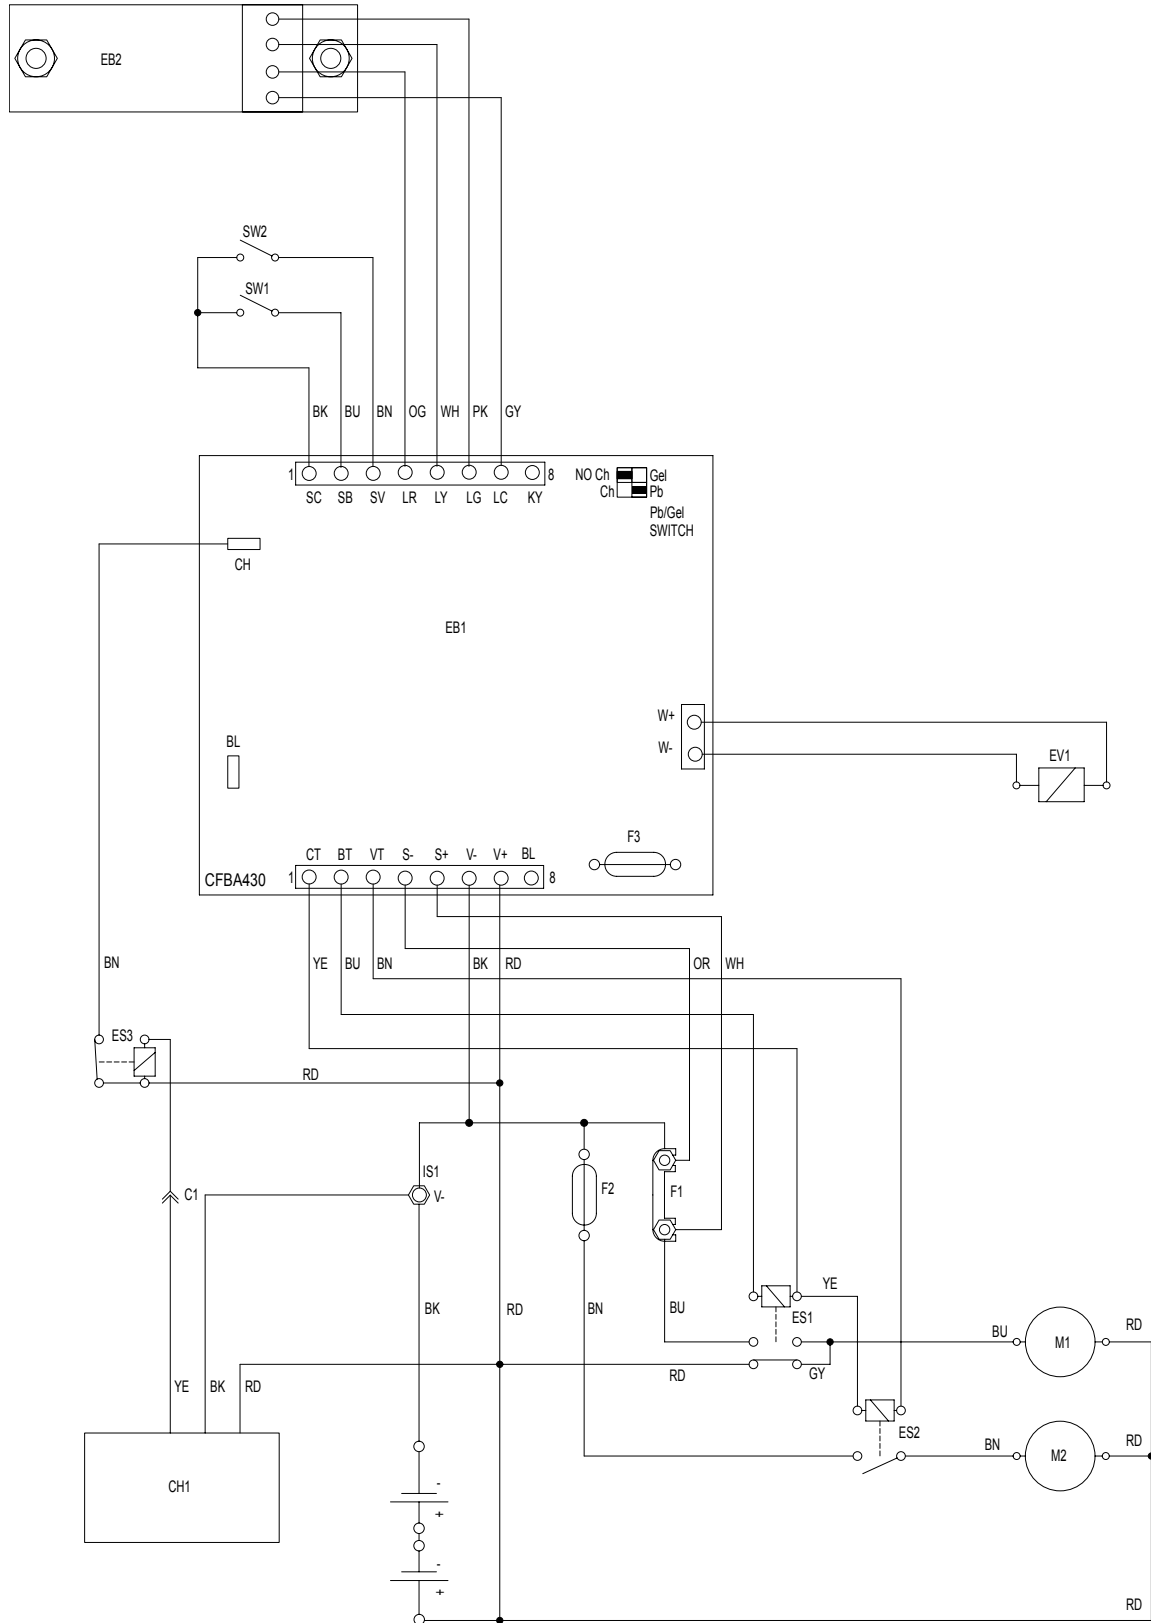 EB2
SW2
SW1
BK BU BN OG WH PK GY
1 8
SC SB SV LR LY LG LC KY
NO Ch Gel
Ch Pb
Pb/Gel
SWITCH
CH
EB1
W+
W-
BL
EV1
F3
CT BT VT S- S+ V- V+ BL
CFBA430 1 8
BN YE BU BN BK RD OR WH
ES3
RD
IS1
C1 V- F2 F1
YE
BK RD BN BU ES1
BU M1 RD
RD GY
YE BK RD
ES2
BN M2 RD
CH1
-
+
-
+
RD